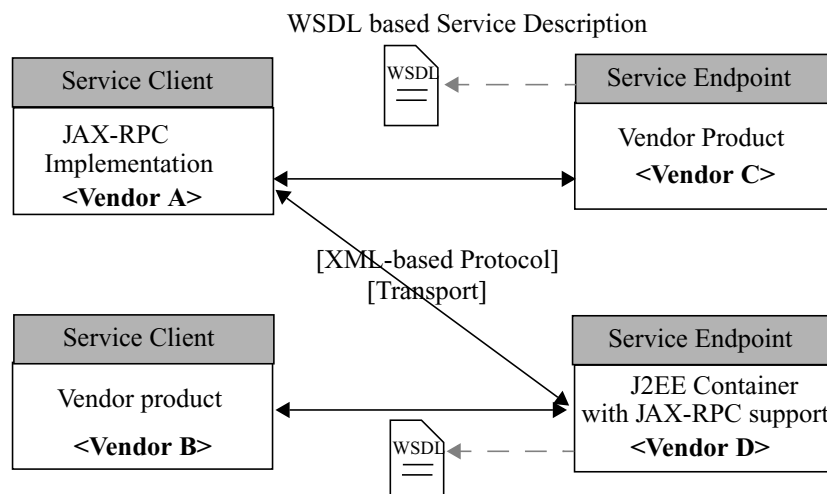 WSDL based Service Description
WSDL
Service Client
JAX-RPC
Implementation
<Vendor A>
Service Endpoint
Vendor Product
<Vendor C>
[XML-based Protocol]
[Transport]
Service Client
Vendor product
<Vendor B>
Service Endpoint
J2EE Container
with JAX-RPC support
<Vendor D>
WSDL